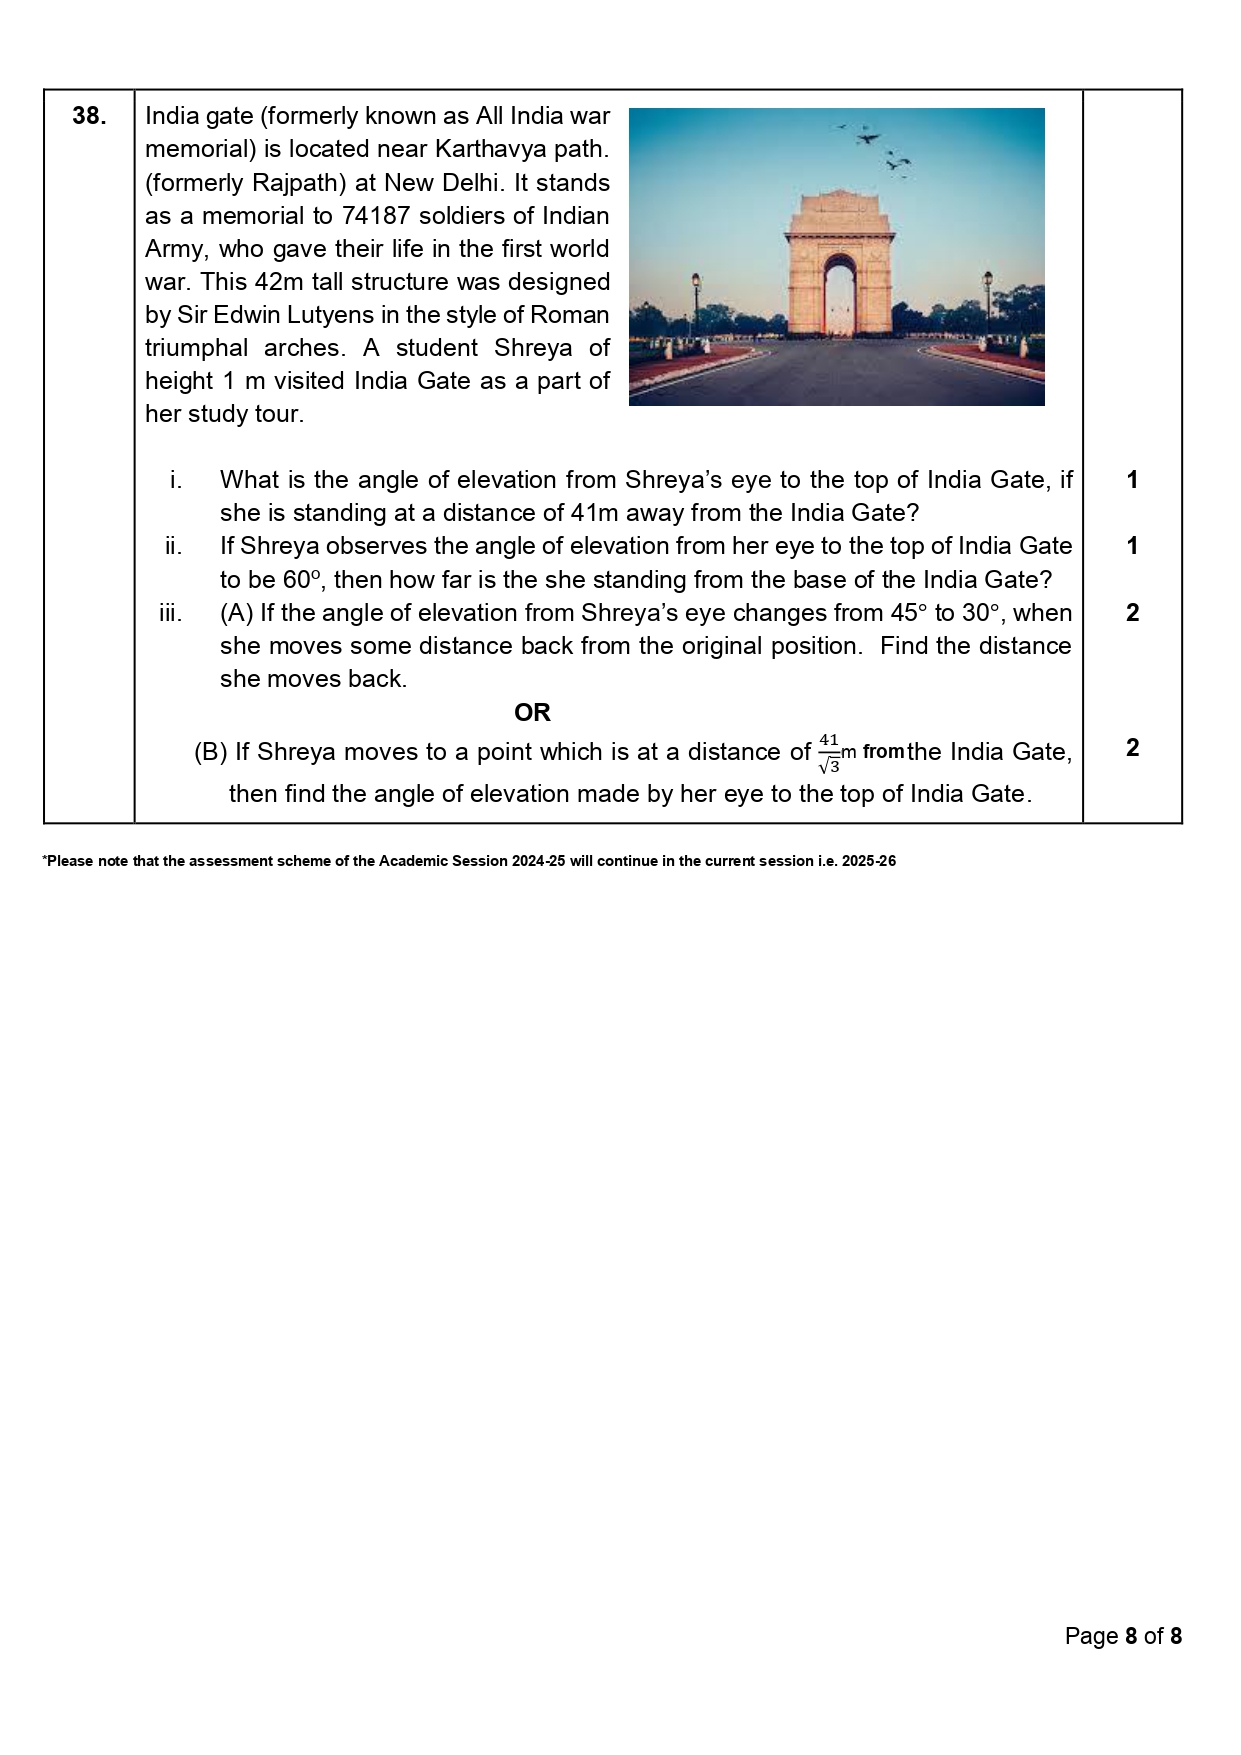 38.
India gate (formerly known as All India war
memorial) is located near Karthavya path.
(formerly Rajpath) at New Delhi. It stands
as a memorial to 74187 soldiers of Indian
Army, who gave their life in the first world
war. This 42m tall structure was designed
by Sir Edwin Lutyens in the style of Roman
triumphal arches. A student Shreya of
height 1 m visited India Gate as a part of
her study tour.
i. What is the angle of elevation from Shreya’s eye to the top of India Gate, if 1
she is standing at a distance of 41m away from the India Gate?
ii. If Shreya observes the angle of elevation from her eye to the top of India Gate 1
to be 60º, then how far is the she standing from the base of the India Gate?
iii. (A) If the angle of elevation from Shreya’s eye changes from 45° to 30°, when 2
she moves some distance back from the original position. Find the distance
she moves back.
OR
(B) If Shreya moves to a point which is at a distance of 41/√3 m from the India Gate, 2
then find the angle of elevation made by her eye to the top of India Gate.
*Please note that the assessment scheme of the Academic Session 2024-25 will continue in the current session i.e. 2025-26
Page 8 of 8